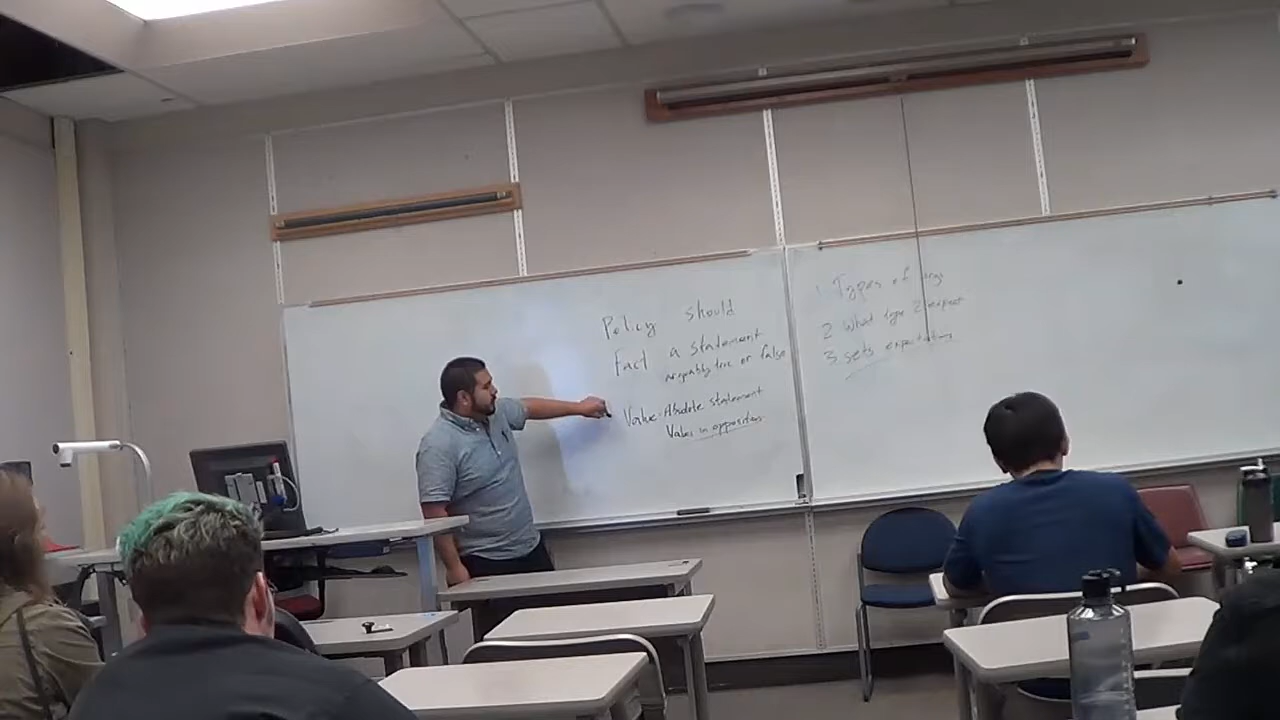 Policy should
Fact a statement
arguably true or false
Value - Absolute statement
Values in opposition
1 Types of args
2 What type 2 expect
3 sets expectations